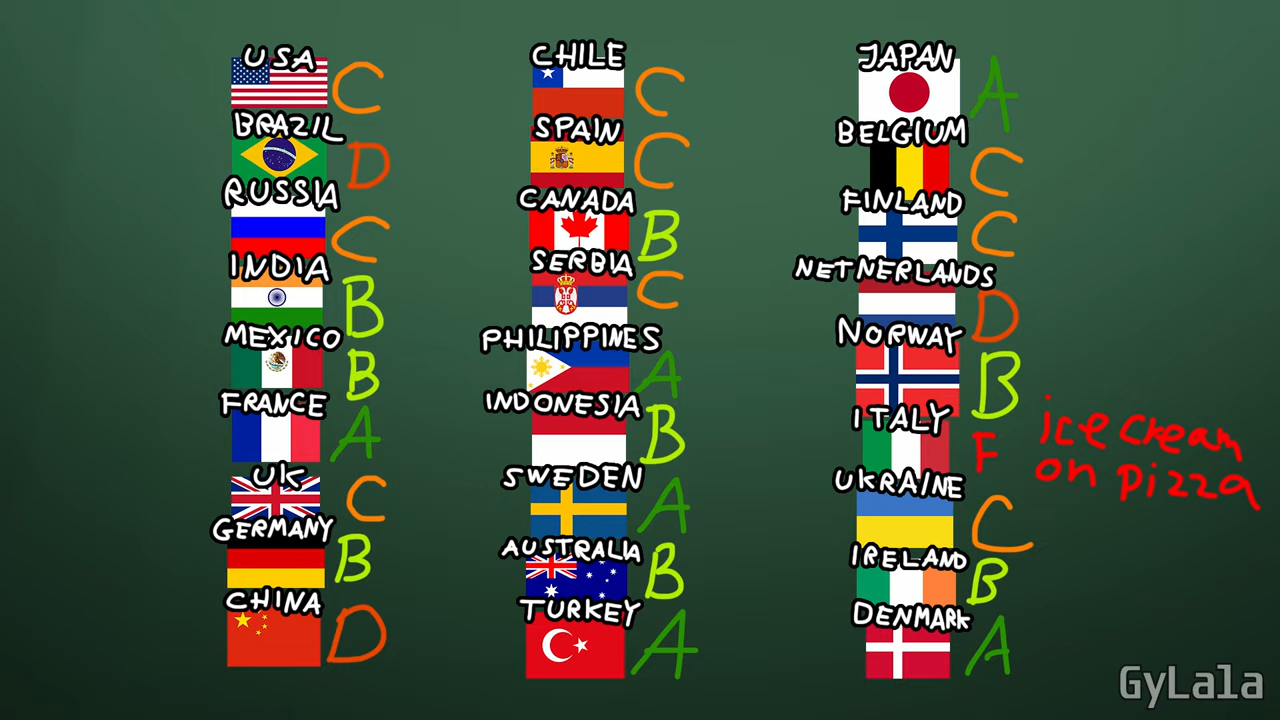 USA C
BRAZIL D
RUSSIA C
INDIA B
MEXICO B
FRANCE A
UK C
GERMANY B
CHINA D
CHILE C
SPAIN C
CANADA B
SERBIA C
PHILIPPINES A
INDONESIA B
SWEDEN A
AUSTRALIA B
TURKEY A
JAPAN A
BELGIUM C
FINLAND C
NETNERLANDS D
NORWAY B
ITALY F
ice cream
on pizza
UKRAINE C
IRELAND B
DENMARK A
GyLala